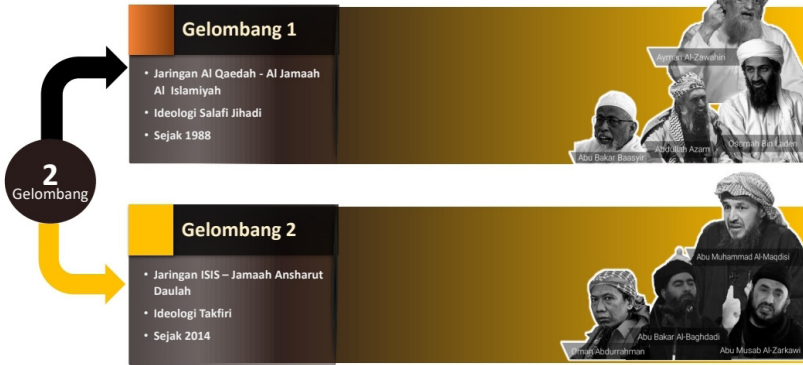 2
Gelombang
Gelombang 1
• Jaringan Al Qaedah - Al Jamaah
Al Islamiyah
• Ideologi Salafi Jihadi
• Sejak 1988
Ayman Al-Zawahiri
Osamah Bin Laden
Abdullah Azam
Abu Bakar Baasyir
Gelombang 2
• Jaringan ISIS – Jamaah Ansharut
Daulah
• Ideologi Takfiri
• Sejak 2014
Abu Muhammad Al-Maqdisi
Abu Bakar Al-Baghdadi
Oman Abdurrahman
Abu Musab Al-Zarkawi